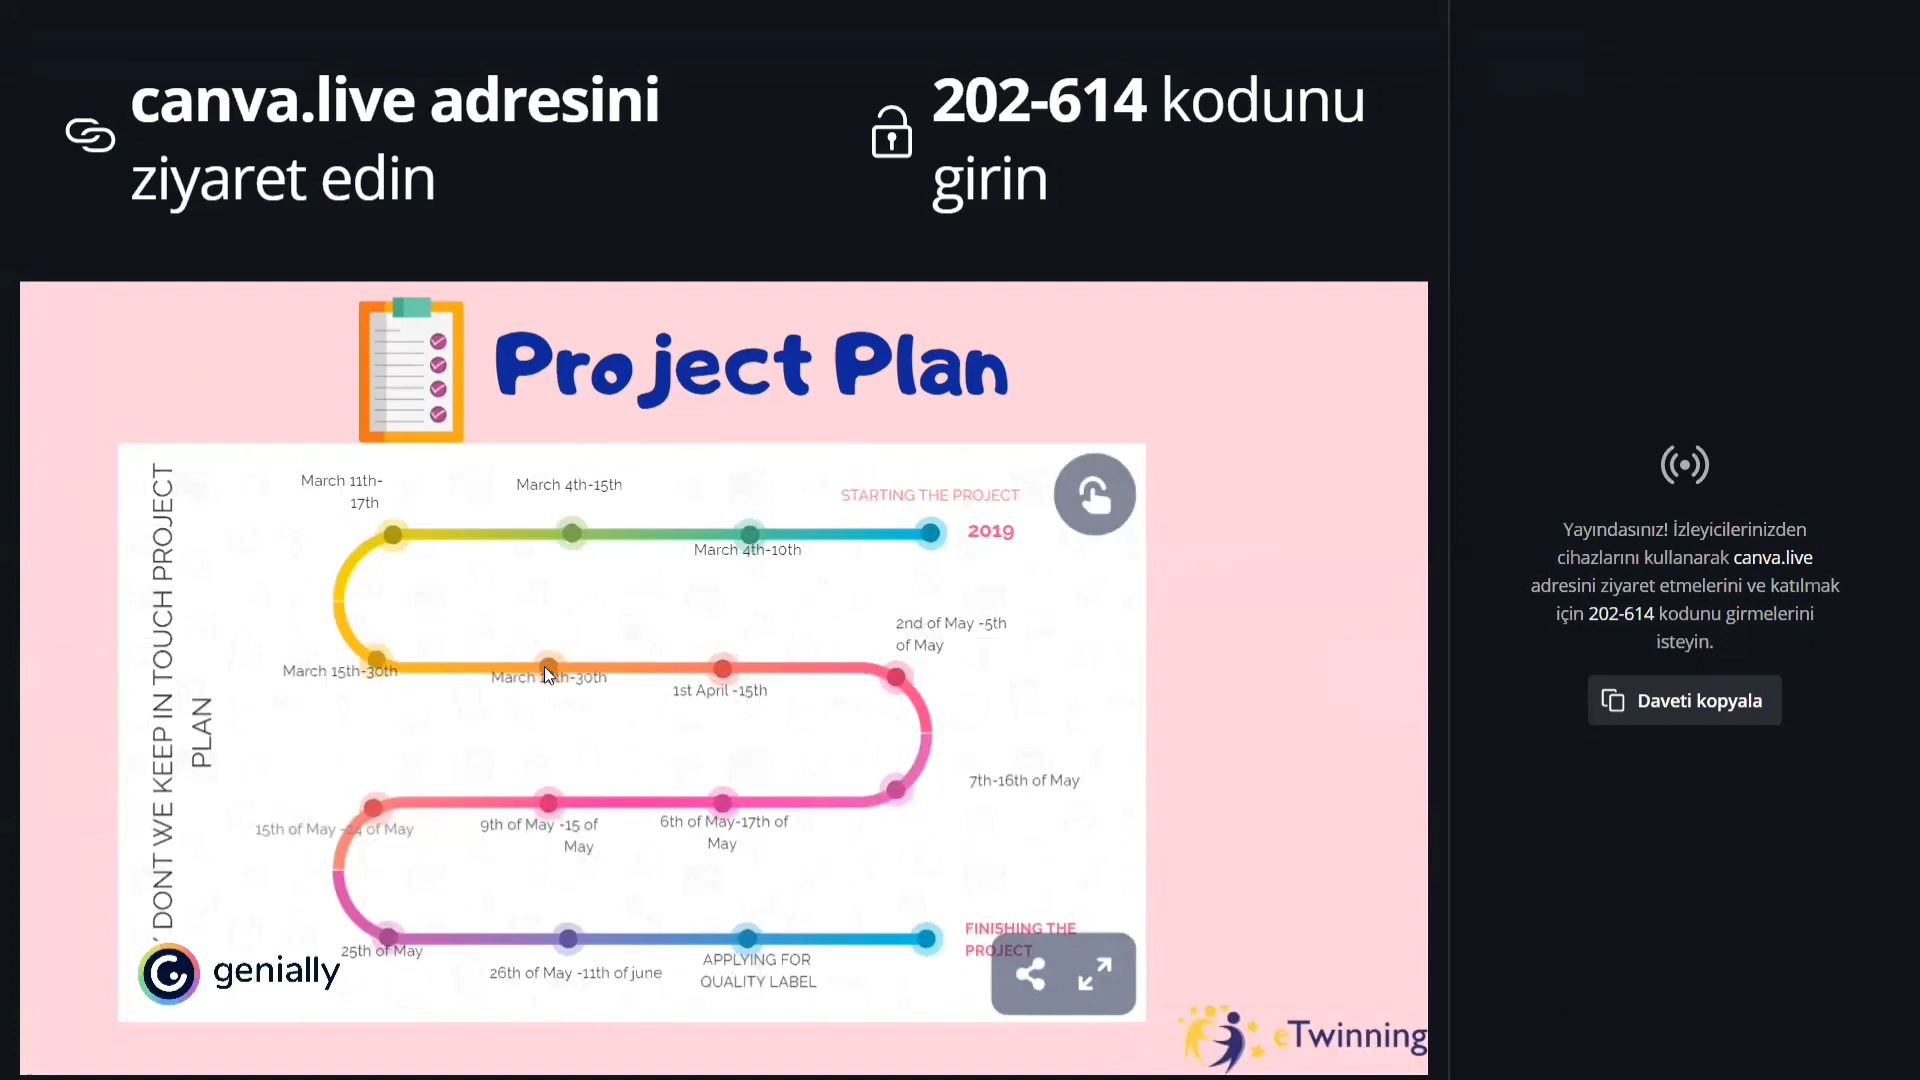 canva.live adresini
ziyaret edin
202-614 kodunu
girin
Project Plan
DONT WE KEEP IN TOUCH PROJECT
PLAN
March 11th-
17th
March 4th-15th
STARTING THE PROJECT
2019
March 4th-10th
2nd of May -5th
of May
March 15th-30th
March th-30th
1st April -15th
7th-16th of May
15th of May -24 of May
9th of May -15 of
May
6th of May-17th of
May
25th of May
26th of May -11th of june
APPLYING FOR
QUALITY LABEL
FINISHING THE
PROJECT
genially
eTwinning
Yayındasınız! İzleyicilerinizden
cihazlarını kullanarak canva.live
adresini ziyaret etmelerini ve katılmak
için 202-614 kodunu girmelerini
isteyin.
Daveti kopyala